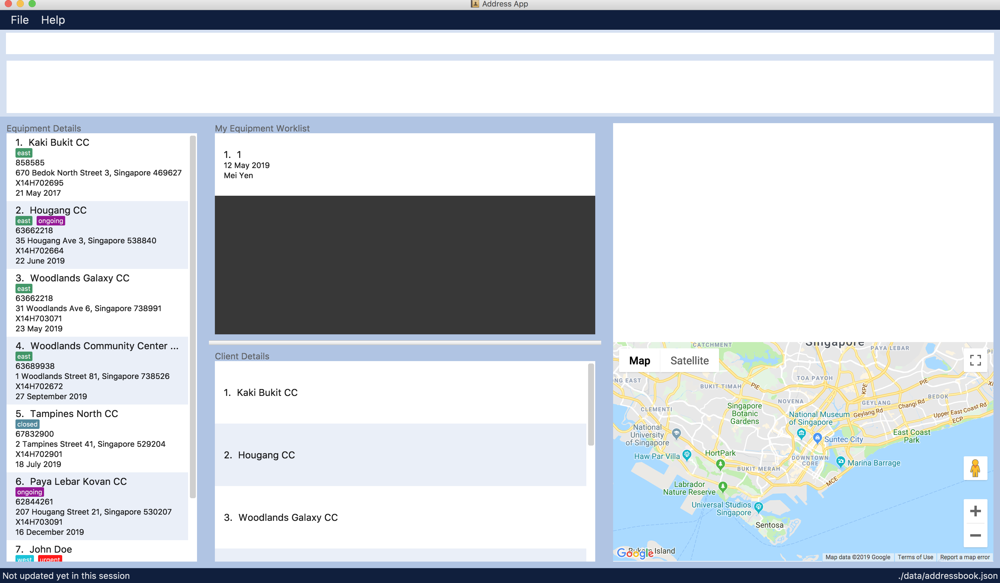 Address App
File Help
Equipment Details
1. Kaki Bukit CC
east
858585
670 Bedok North Street 3, Singapore 469627
X14H702695
21 May 2017
2. Hougang CC
east ongoing
63662218
35 Hougang Ave 3, Singapore 538840
X14H702664
22 June 2019
3. Woodlands Galaxy CC
east
63662218
31 Woodlands Ave 6, Singapore 738991
X14H703071
23 May 2019
4. Woodlands Community Center ...
east
63689938
1 Woodlands Street 81, Singapore 738526
X14H702672
27 September 2019
5. Tampines North CC
closed
67832900
2 Tampines Street 41, Singapore 529204
X14H702901
18 July 2019
6. Paya Lebar Kovan CC
ongoing
62844261
207 Hougang Street 21, Singapore 530207
X14H703091
16 December 2019
7. John Doe
west urgent
My Equipment Worklist
1. 1
12 May 2019
Mei Yen
Client Details
1. Kaki Bukit CC
2. Hougang CC
3. Woodlands Galaxy CC
Singapore
CATCHMENT
PAYA LEBAR
Map Satellite
TOA PAYOH
NG EAST
BUKIT TIMAH
PIE
KPE
PIE
BEDOK
NOVENA
GEYLANG
Changi Rd
CLEMENTI
Singapore
Botanic
Gardens
National Museum
of Singapore
Geylang Rd
Upper East Coast Rd
ECP
National
University
of Singapore
Suntec City
East Coast
Park
Haw Par Villa
HortPark
DOWNTOWN
CORE
Marina Barrage
BUKIT MERAH
MCE
Labrador
Nature Reserve
Universal Studios
Singapore
Sentosa
Google
Bukom Island
Map data ©2019 Google Terms of Use Report a map error
Not updated yet in this session
./data/addressbook.json